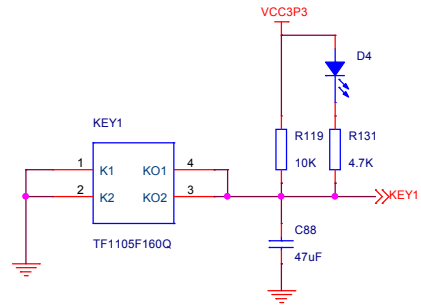 VCC3P3
D4
KEY1
R119
R131
10K
4.7K
1
K1
KO1
4
2
K2
KO2
3
KEY1
TF1105F160Q
C88
47uF